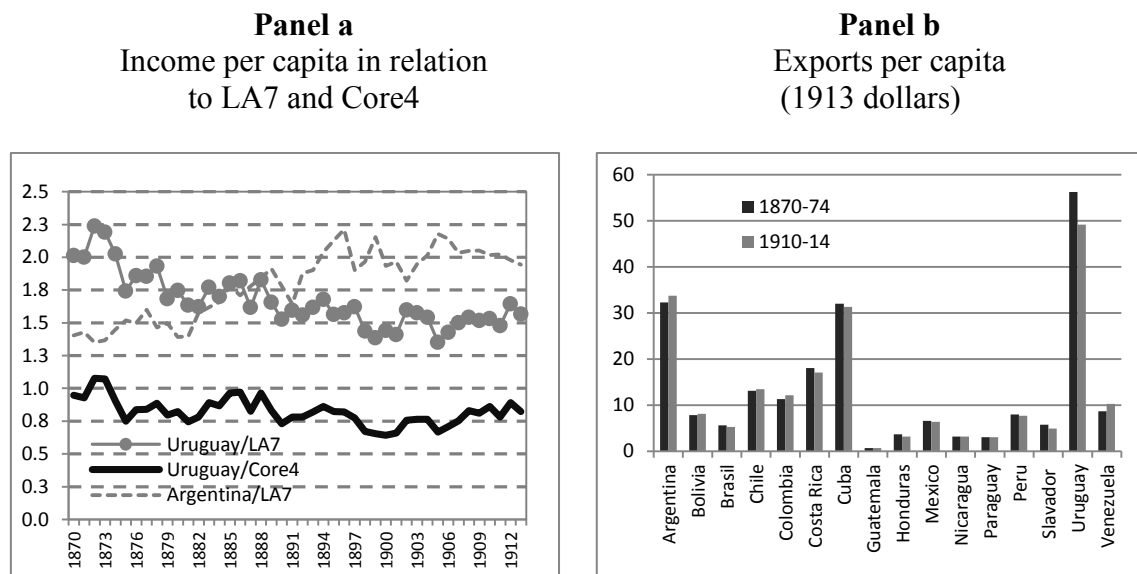 Panel a
Income per capita in relation
to LA7 and Core4
2.5
2.3
2.0
1.8
1.5
1.3
1.0
0.8
0.5
0.3
0.0
Uruguay/LA7
Uruguay/Core4
Argentina/LA7
1870
1873
1876
1879
1882
1885
1888
1891
1894
1897
1900
1903
1906
1909
1912
Panel b
Exports per capita
(1913 dollars)
60
50
40
30
20
10
0
1870-74
1910-14
Argentina
Bolivia
Brasil
Chile
Colombia
Costa Rica
Cuba
Guatemala
Honduras
Mexico
Nicaragua
Paraguay
Peru
Slavador
Uruguay
Venezuela